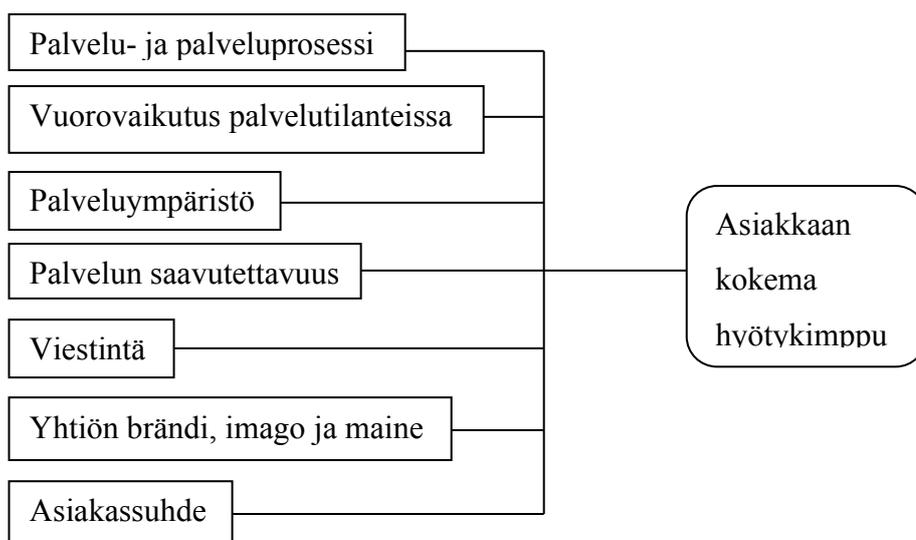 Palvelu- ja palveluprosessi
Vuorovaikutus palvelutilanteissa
Palveluympäristö
Palvelun saavutettavuus
Viestintä
Yhtiön brändi, imago ja maine
Asiakassuhde
Asiakkaan
kokema
hyötykimppu